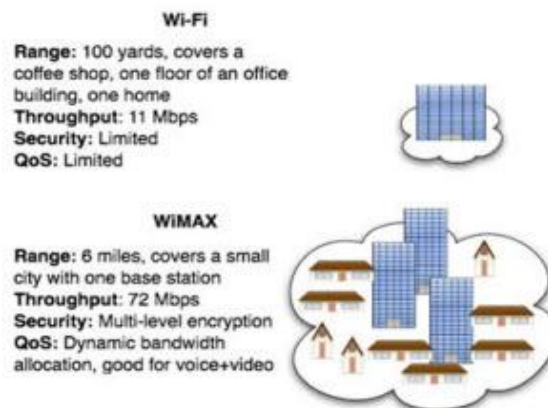 Wi-Fi
Range: 100 yards, covers a
coffee shop, one floor of an office
building, one home
Throughput: 11 Mbps
Security: Limited
QoS: Limited
WiMAX
Range: 6 miles, covers a small
city with one base station
Throughput: 72 Mbps
Security: Multi-level encryption
QoS: Dynamic bandwidth
allocation, good for voice+video